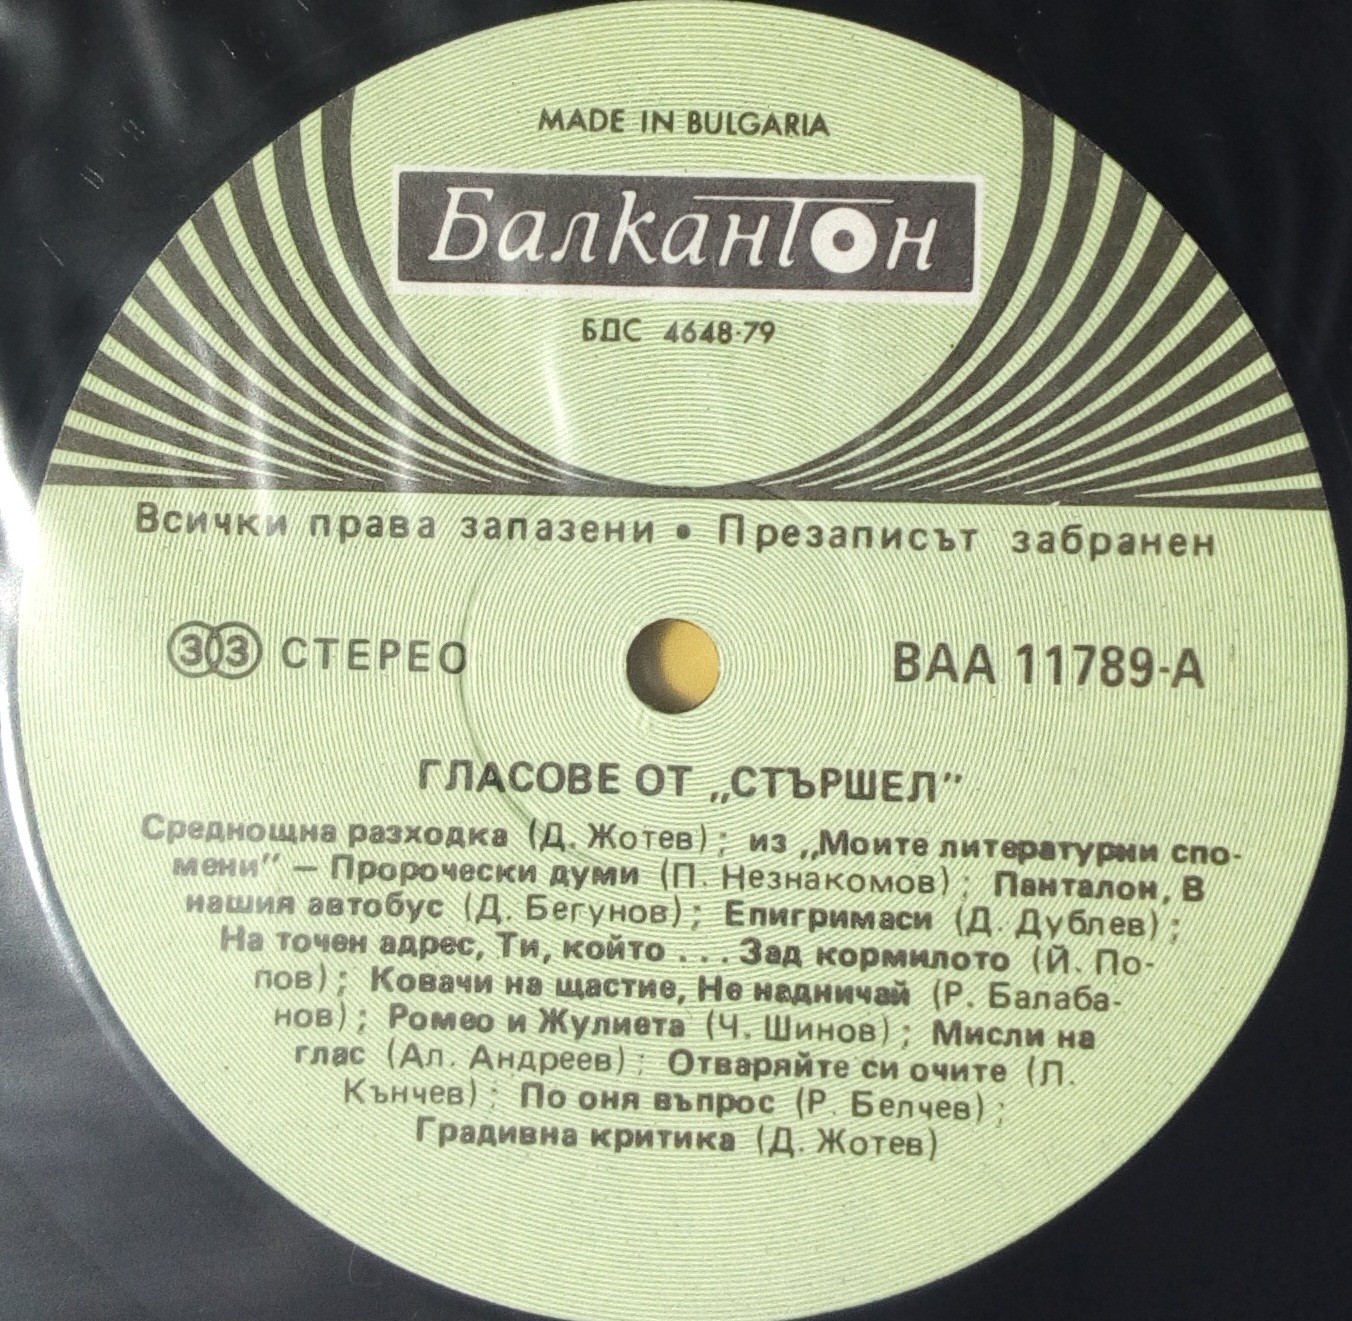 MADE IN BULGARIA
Балкантон
БДС 4648-79
Всички права запазени • Презаписът забранен
33 СТЕРЕО
ВАА 11789-А
ГЛАСОВЕ ОТ „СТЪРШЕЛ”
Среднощна разходка (Д. Жотев); из „Моите литературни спо-
мени” — Пророчески думи (П. Незнакомов); Панталон, В
нашия автобус (Д. Бегунов); Епигримаси (Д. Дублев);
На точен адрес, Ти, който ... Зад кормилото (Й. По-
пов); Ковачи на щастие, Не надничай (Р. Балаба-
нов); Ромео и Жулиета (Ч. Шинов); Мисли на
глас (Ал. Андреев); Отваряйте си очите (Л.
Кънчев); По оня въпрос (Р. Белчев);
Градивна критика (Д. Жотев)